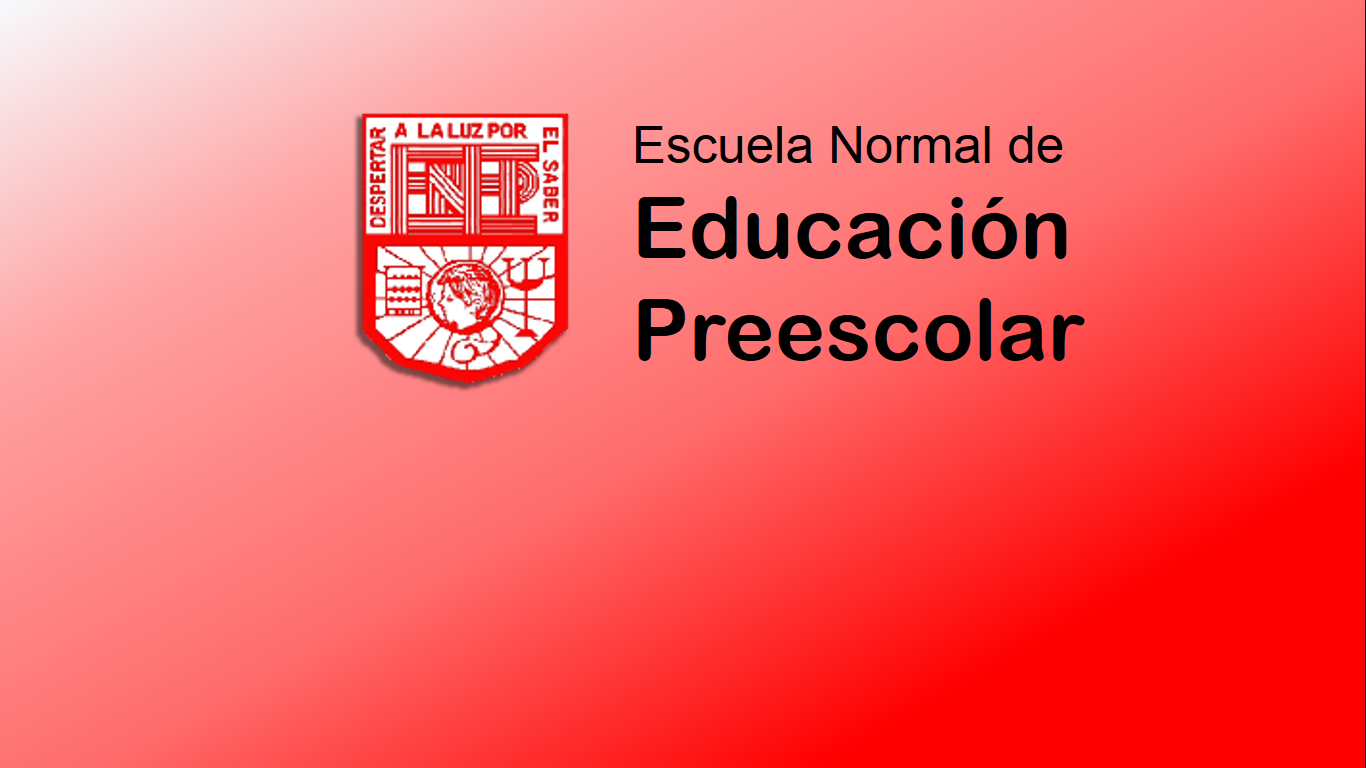 DESPERTAR
A LA LUZ POR
EL SABER
ENEP
Escuela Normal de
Educación
Preescolar